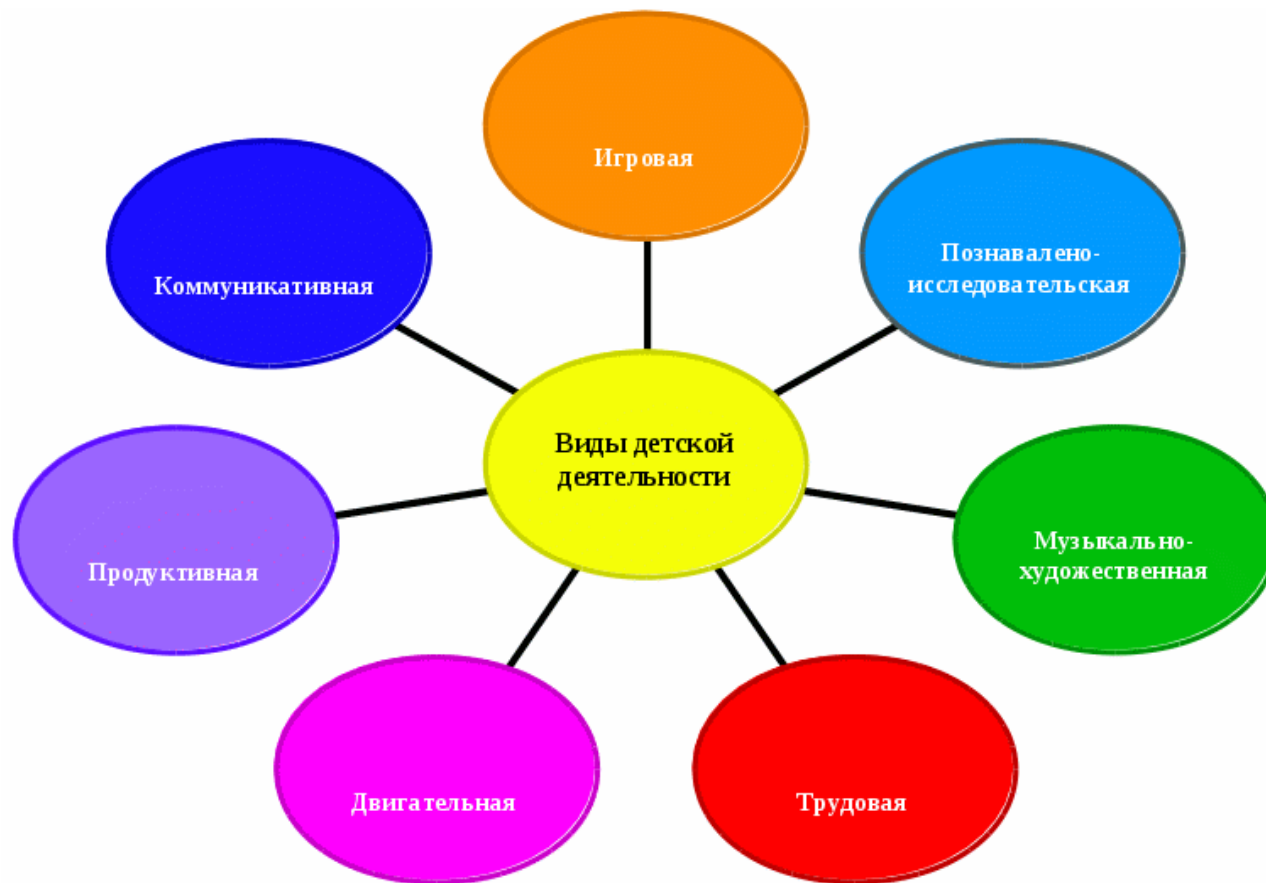 Игровая
Коммуникативная
Познавалено-
исследовательская
Виды детской
деятельности
Продуктивная
Музыкально-
художественная
Двигательная
Трудовая